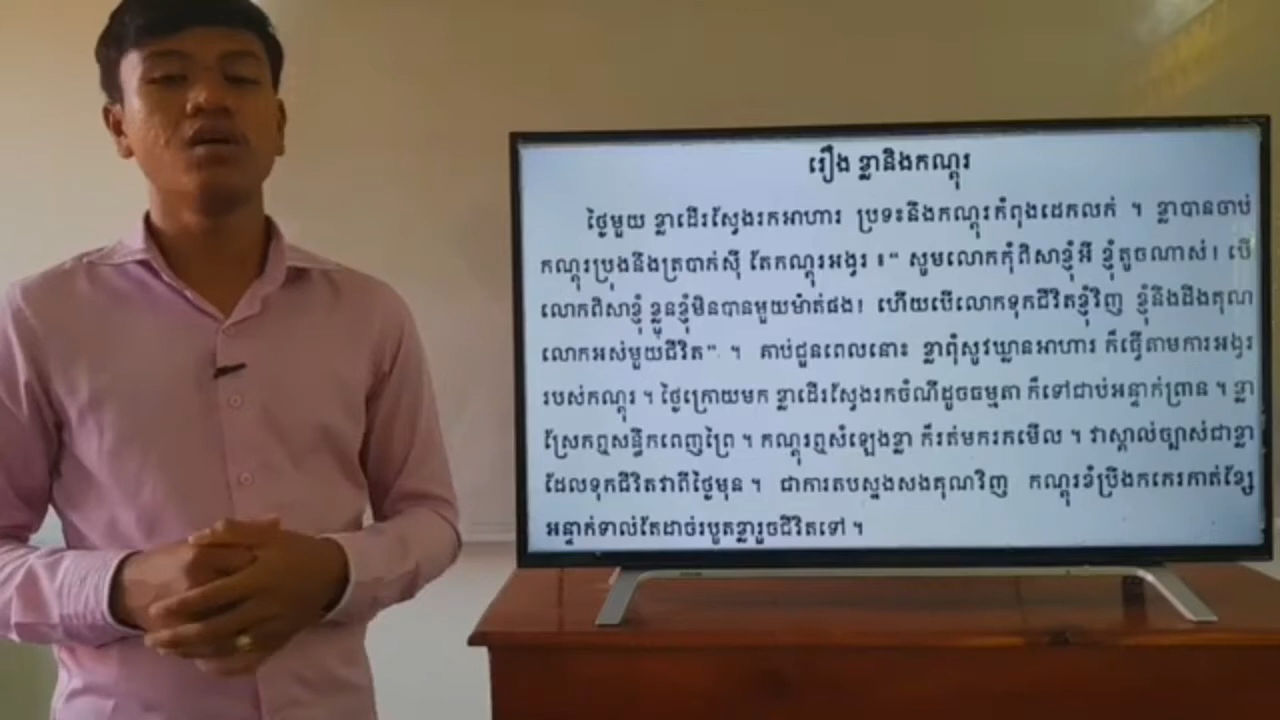 រឿង ខ្លានិងកណ្ដុរ
ថ្ងៃមួយ ខ្លាដើរស្វែងរកអាហារ ប្រទះនឹងកណ្ដុរកំពុងដេកលក់ ។ ខ្លាបានចាប់
កណ្ដុរប្រុងនឹងត្របាក់ស៊ី តែកណ្ដុរអង្វរ ៖" សូមលោកកុំពិសាខ្ញុំអី ខ្ញុំតូចណាស់! បើ
លោកពិសាខ្ញុំ ខ្លួនខ្ញុំមិនបានមួយម៉ាត់ផង! ហើយបើលោកទុកជីវិតខ្ញុំវិញ ខ្ញុំនឹងដឹងគុណ
លោកអស់មួយជីវិត" ។ គាប់ជួនពេលនោះ ខ្លាពុំសូវឃ្លានអាហារ ក៏ធ្វើតាមការអង្វរ
របស់កណ្ដុរ ។ ថ្ងៃក្រោយមក ខ្លាដើរស្វែងរកចំណីដូចធម្មតា ក៏ទៅជាប់អន្ទាក់ព្រាន ។ ខ្លា
ស្រែកឮសន្ធឹកពេញព្រៃ ។ កណ្ដុរឮសំឡេងខ្លា ក៏រត់មករកមើល ។ វាស្គាល់ច្បាស់ជាខ្លា
ដែលទុកជីវិតវាពីថ្ងៃមុន ។ ជាការតបស្នងសងគុណវិញ កណ្ដុរខំប្រឹងកកេរកាត់ខ្សែ
អន្ទាក់ទាល់តែដាច់របូតខ្លារួចជីវិតទៅ ។